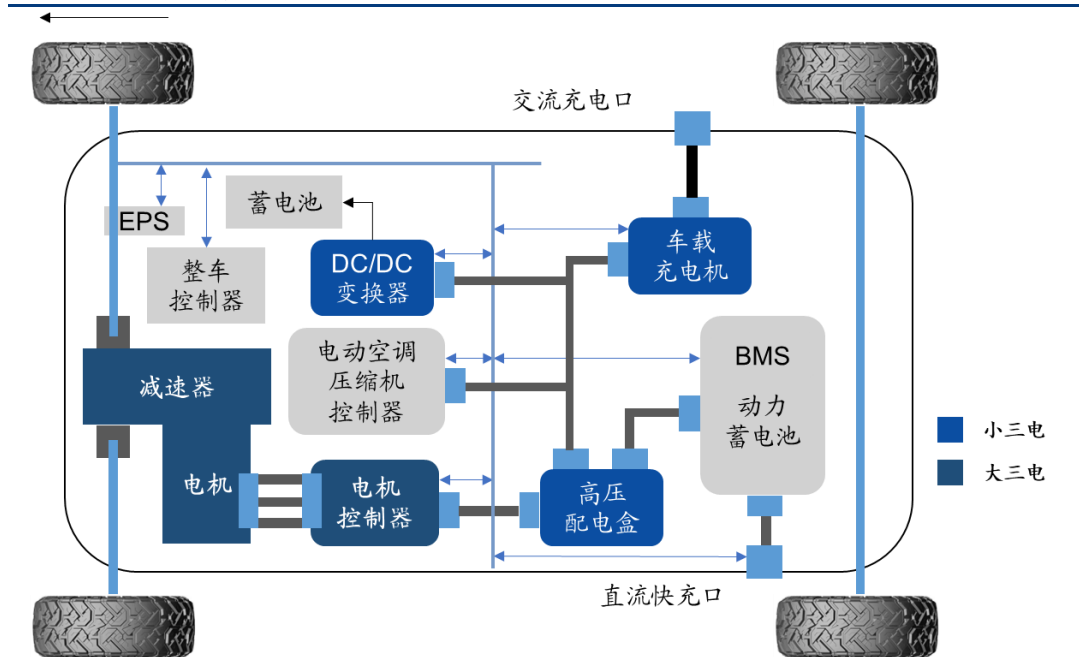 交流充电口
EPS
蓄电池
整车
控制器
DC/DC
变换器
车载
充电机
电动空调
压缩机
控制器
BMS
动力
蓄电池
减速器
电机
电机
控制器
高压
配电盒
直流快充口
小三电
大三电